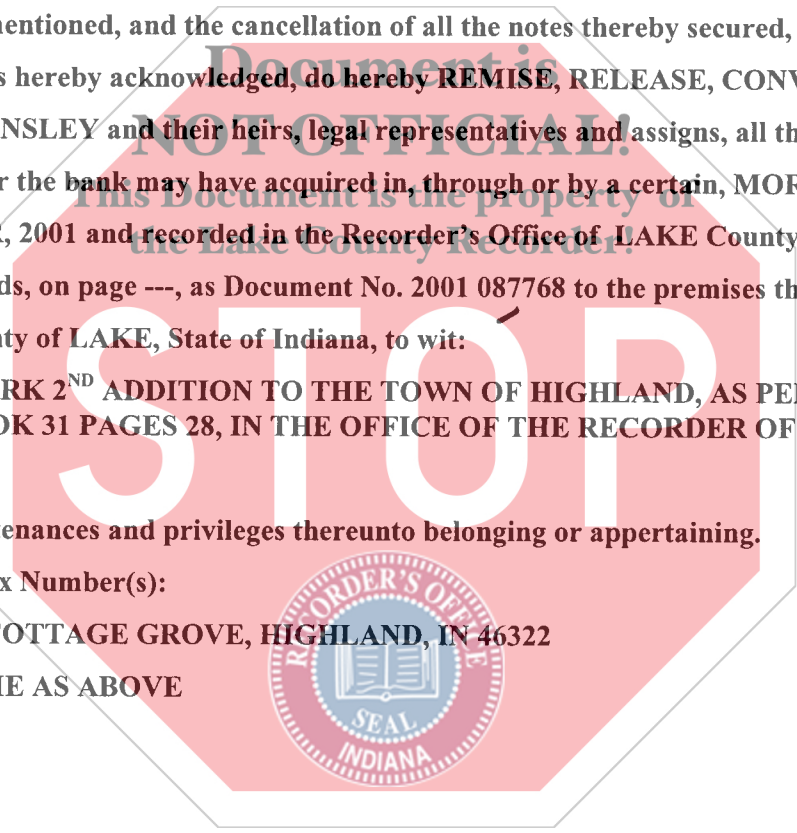 mentioned, and the cancellation of all the notes thereby secured,
s hereby acknowledged, do hereby REMISE, RELEASE, CONV
NSLEY and their heirs, legal representatives and assigns, all th
r the bank may have acquired in, through or by a certain, MOR
R, 2001 and recorded in the Recorder's Office of LAKE County
ds, on page ---, as Document No. 2001 087768 to the premises th
nty of LAKE, State of Indiana, to wit:
RK 2ND ADDITION TO THE TOWN OF HIGHLAND, AS PE
OK 31 PAGES 28, IN THE OFFICE OF THE RECORDER OF
tenances and privileges thereunto belonging or appertaining.
x Number(s):
OTTAGE GROVE, HIGHLAND, IN 46322
IE AS ABOVE
Document is
NOT OFFICIAL!
This Document is the property of
the Lake County Recorder!
STOP
RECORDER'S OFFICE
SEAL
INDIANA